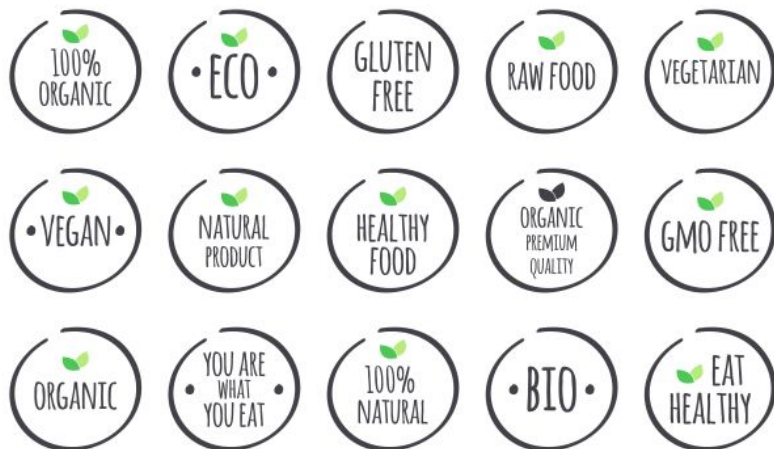 100%
ORGANIC
• ECO •
GLUTEN
FREE
RAW FOOD
VEGETARIAN
• VEGAN •
NATURAL
PRODUCT
HEALTHY
FOOD
ORGANIC
PREMIUM
QUALITY
GMO FREE
ORGANIC
YOU ARE
• WHAT •
YOU EAT
100%
NATURAL
• BIO •
EAT
HEALTHY